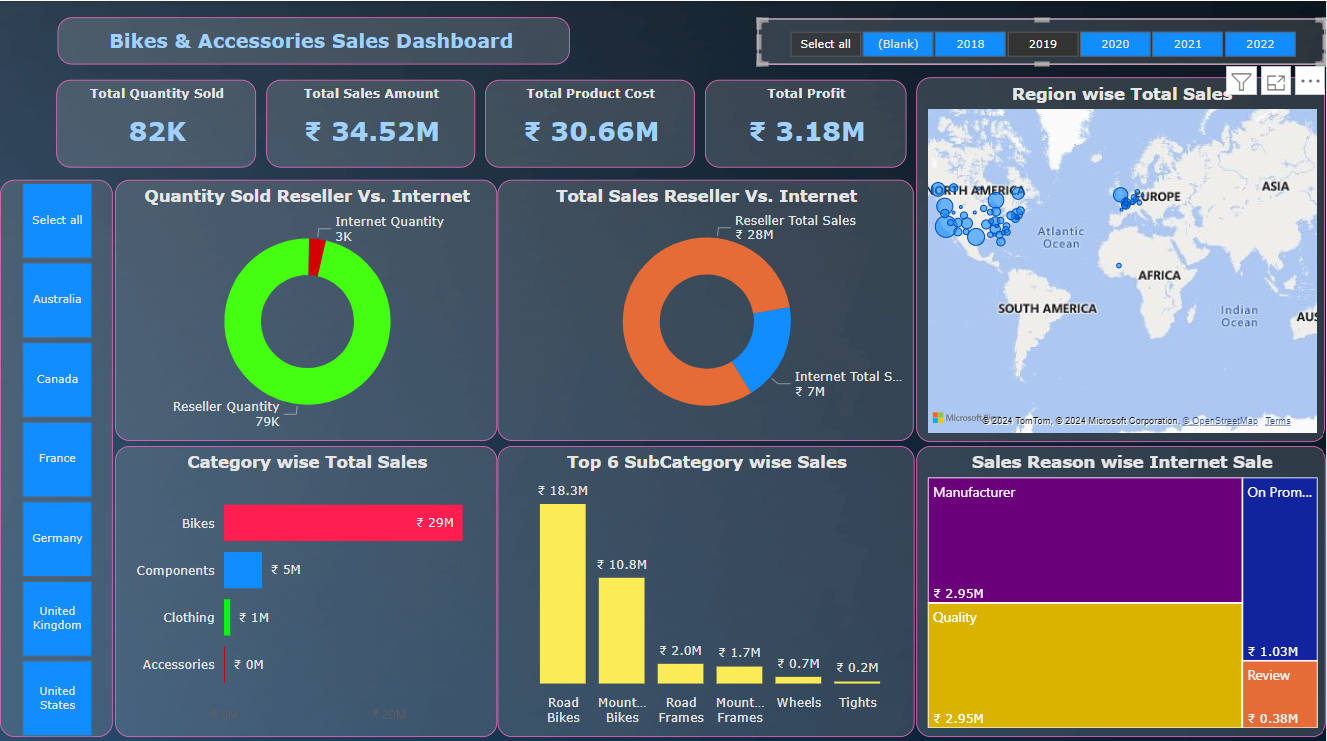 Bikes & Accessories Sales Dashboard
Select all
(Blank)
2018
2019
2020
2021
2022
Total Quantity Sold
82K
Total Sales Amount
₹ 34.52M
Total Product Cost
₹ 30.66M
Total Profit
₹ 3.18M
Region wise Total Sales
NORTH AMERICA
EUROPE
ASIA
Atlantic
Ocean
AFRICA
SOUTH AMERICA
Indian
Ocean
AUS
Microsoft
© 2024 TomTom, © 2024 Microsoft Corporation, © OpenStreetMap Terms
Select all
Australia
Canada
France
Germany
United
Kingdom
United
States
Quantity Sold Reseller Vs. Internet
Internet Quantity
3K
Reseller Quantity
79K
Total Sales Reseller Vs. Internet
Reseller Total Sales
₹ 28M
Internet Total S...
₹ 7M
Category wise Total Sales
Bikes
₹ 29M
Components
₹ 5M
Clothing
₹ 1M
Accessories
₹ 0M
₹ 20M
Top 6 SubCategory wise Sales
₹ 18.3M
₹ 10.8M
₹ 2.0M
₹ 1.7M
₹ 0.7M
₹ 0.2M
Road
Bikes
Mount...
Bikes
Road
Frames
Mount...
Frames
Wheels
Tights
Sales Reason wise Internet Sale
Manufacturer
₹ 2.95M
Quality
₹ 2.95M
On Prom...
₹ 1.03M
Review
₹ 0.38M